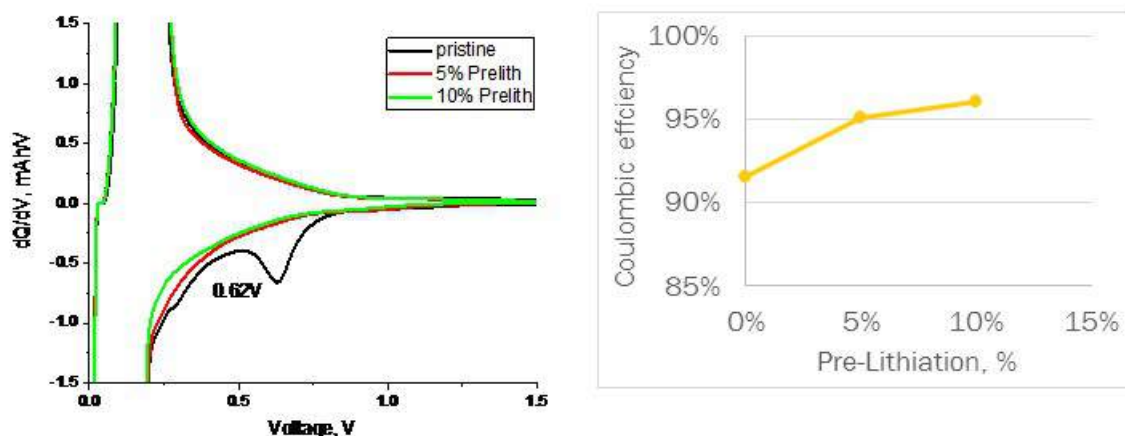 1.5
1.0
0.5
0.0
-0.5
-1.0
-1.5
dQ/dV, mAh/V
pristine
5% Prelith
10% Prelith
0.62V
0.0
0.5
1.0
1.5
Voltage, V
100%
95%
90%
85%
Coulombic effciency
0%
5%
10%
15%
Pre-Lithiation, %